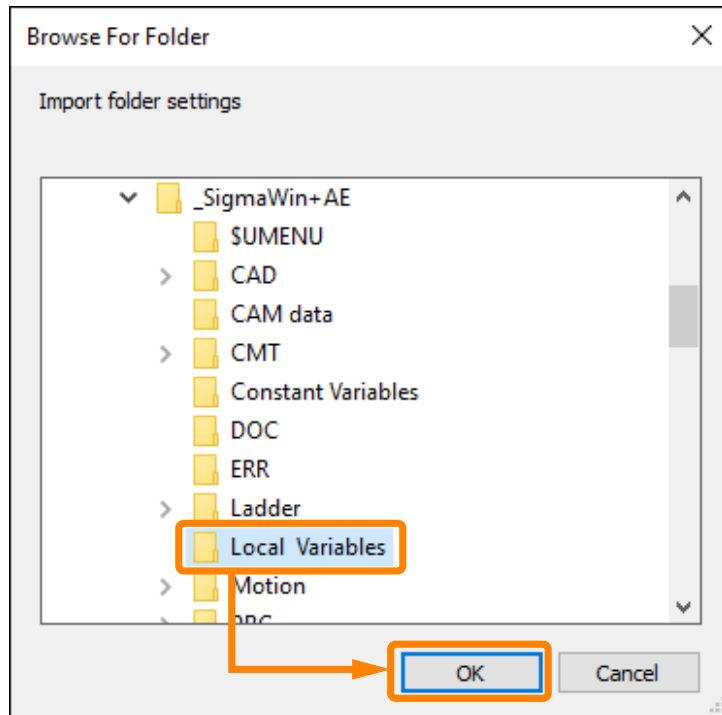 Browse For Folder
Import folder settings
_SigmaWin+AE
$UMENU
CAD
CAM data
CMT
Constant Variables
DOC
ERR
Ladder
Local Variables
Motion
OK
Cancel